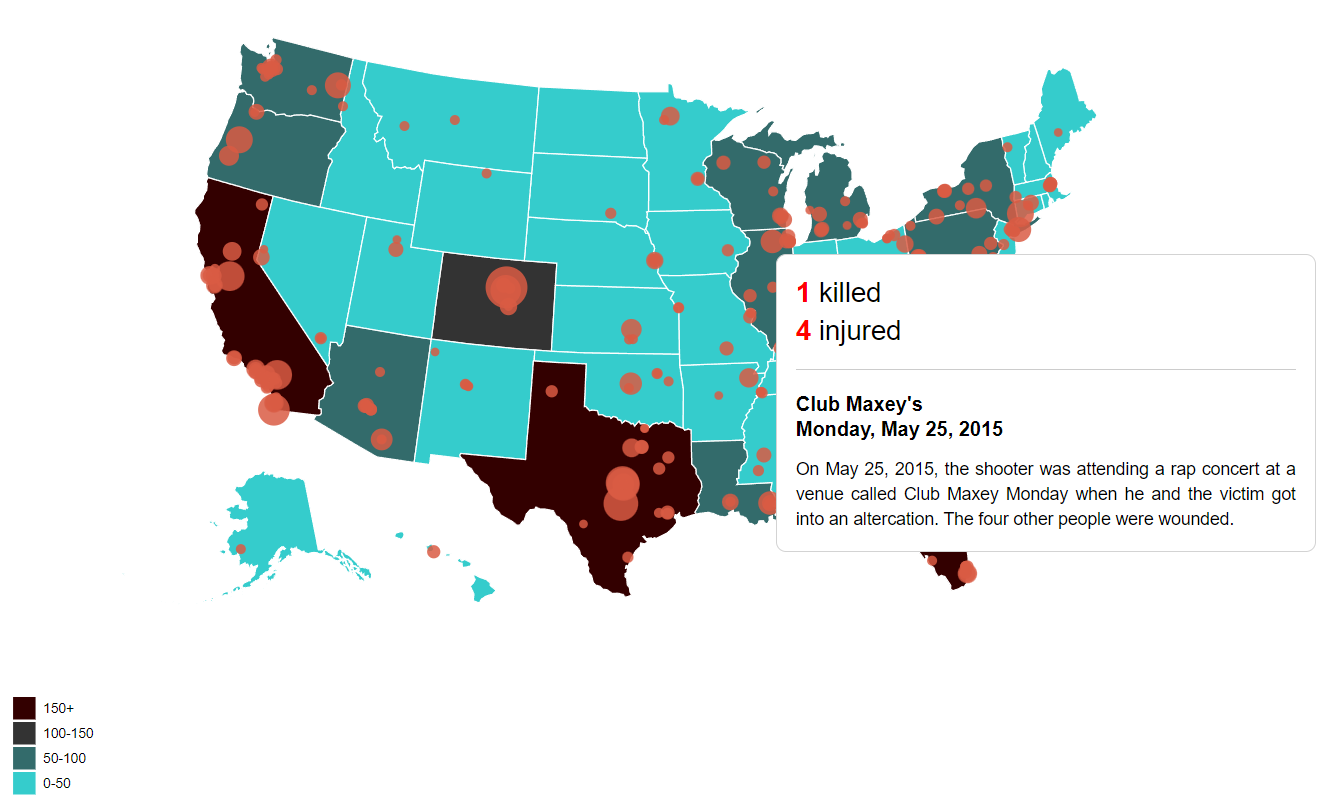 1 killed
4 injured
Club Maxey's
Monday, May 25, 2015
On May 25, 2015, the shooter was attending a rap concert at a
venue called Club Maxey Monday when he and the victim got
into an altercation. The four other people were wounded.
150+
100-150
50-100
0-50